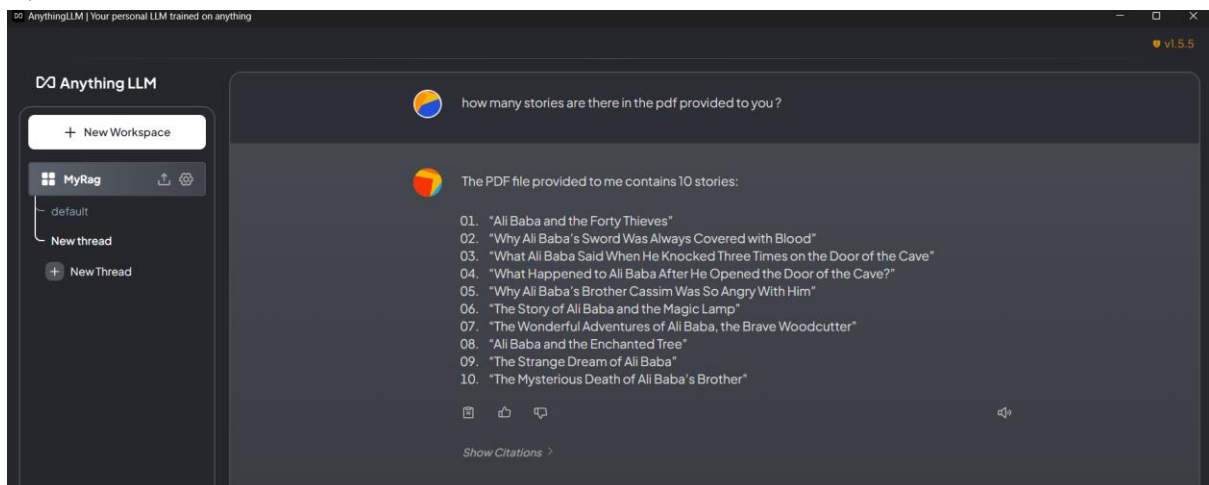 AnythingLLM | Your personal LLM trained on anything
v1.5.5
Anything LLM
how many stories are there in the pdf provided to you ?
+ New Workspace
MyRag
The PDF file provided to me contains 10 stories:
default
01. "Ali Baba and the Forty Thieves"
02. "Why Ali Baba's Sword Was Always Covered with Blood"
New thread
03. "What Ali Baba Said When He Knocked Three Times on the Door of the Cave"
04. "What Happened to Ali Baba After He Opened the Door of the Cave?"
+ New Thread
05. "Why Ali Baba's Brother Cassim Was So Angry With Him"
06. "The Story of Ali Baba and the Magic Lamp"
07. "The Wonderful Adventures of Ali Baba, the Brave Woodcutter"
08. "Ali Baba and the Enchanted Tree"
09. "The Strange Dream of Ali Baba"
10. "The Mysterious Death of Ali Baba's Brother"
Show Citations >